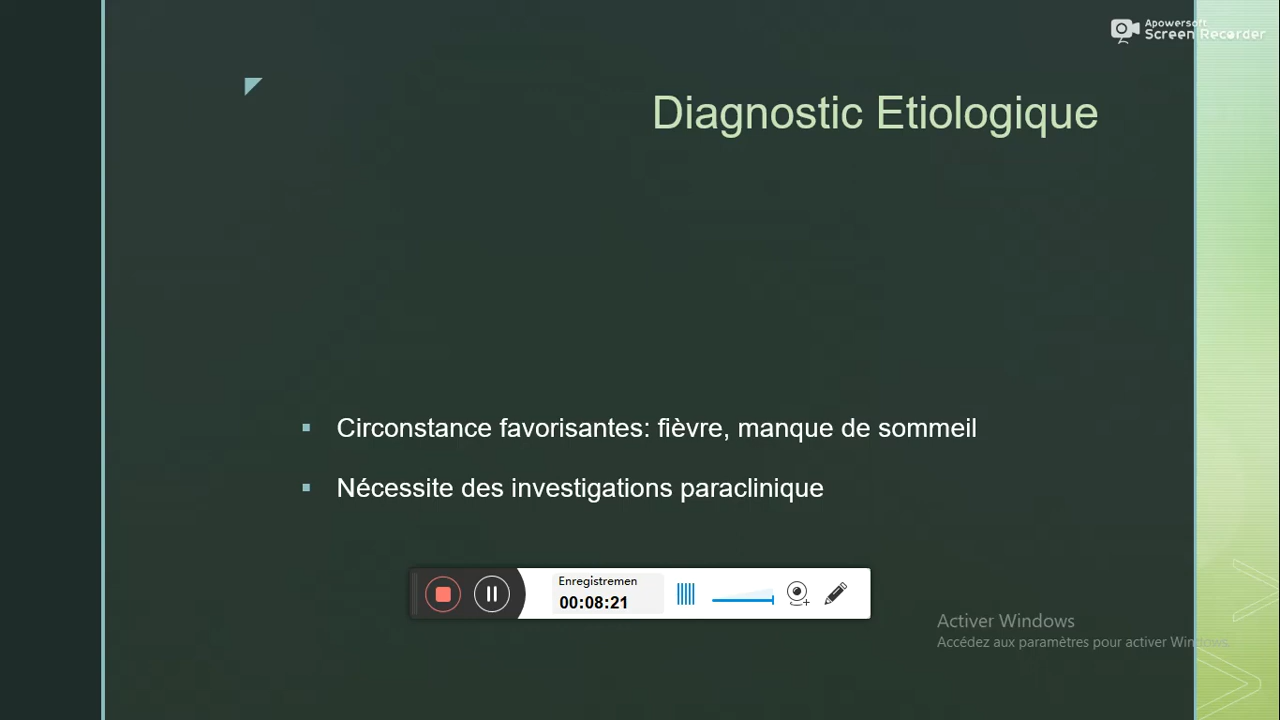 Apowersoft
Screen Recorder
Diagnostic Etiologique
Circonstance favorisantes: fièvre, manque de sommeil
Nécessite des investigations paraclinique
Enregistremen
00:08:21
Activer Windows
Accédez aux paramètres pour activer Windows.